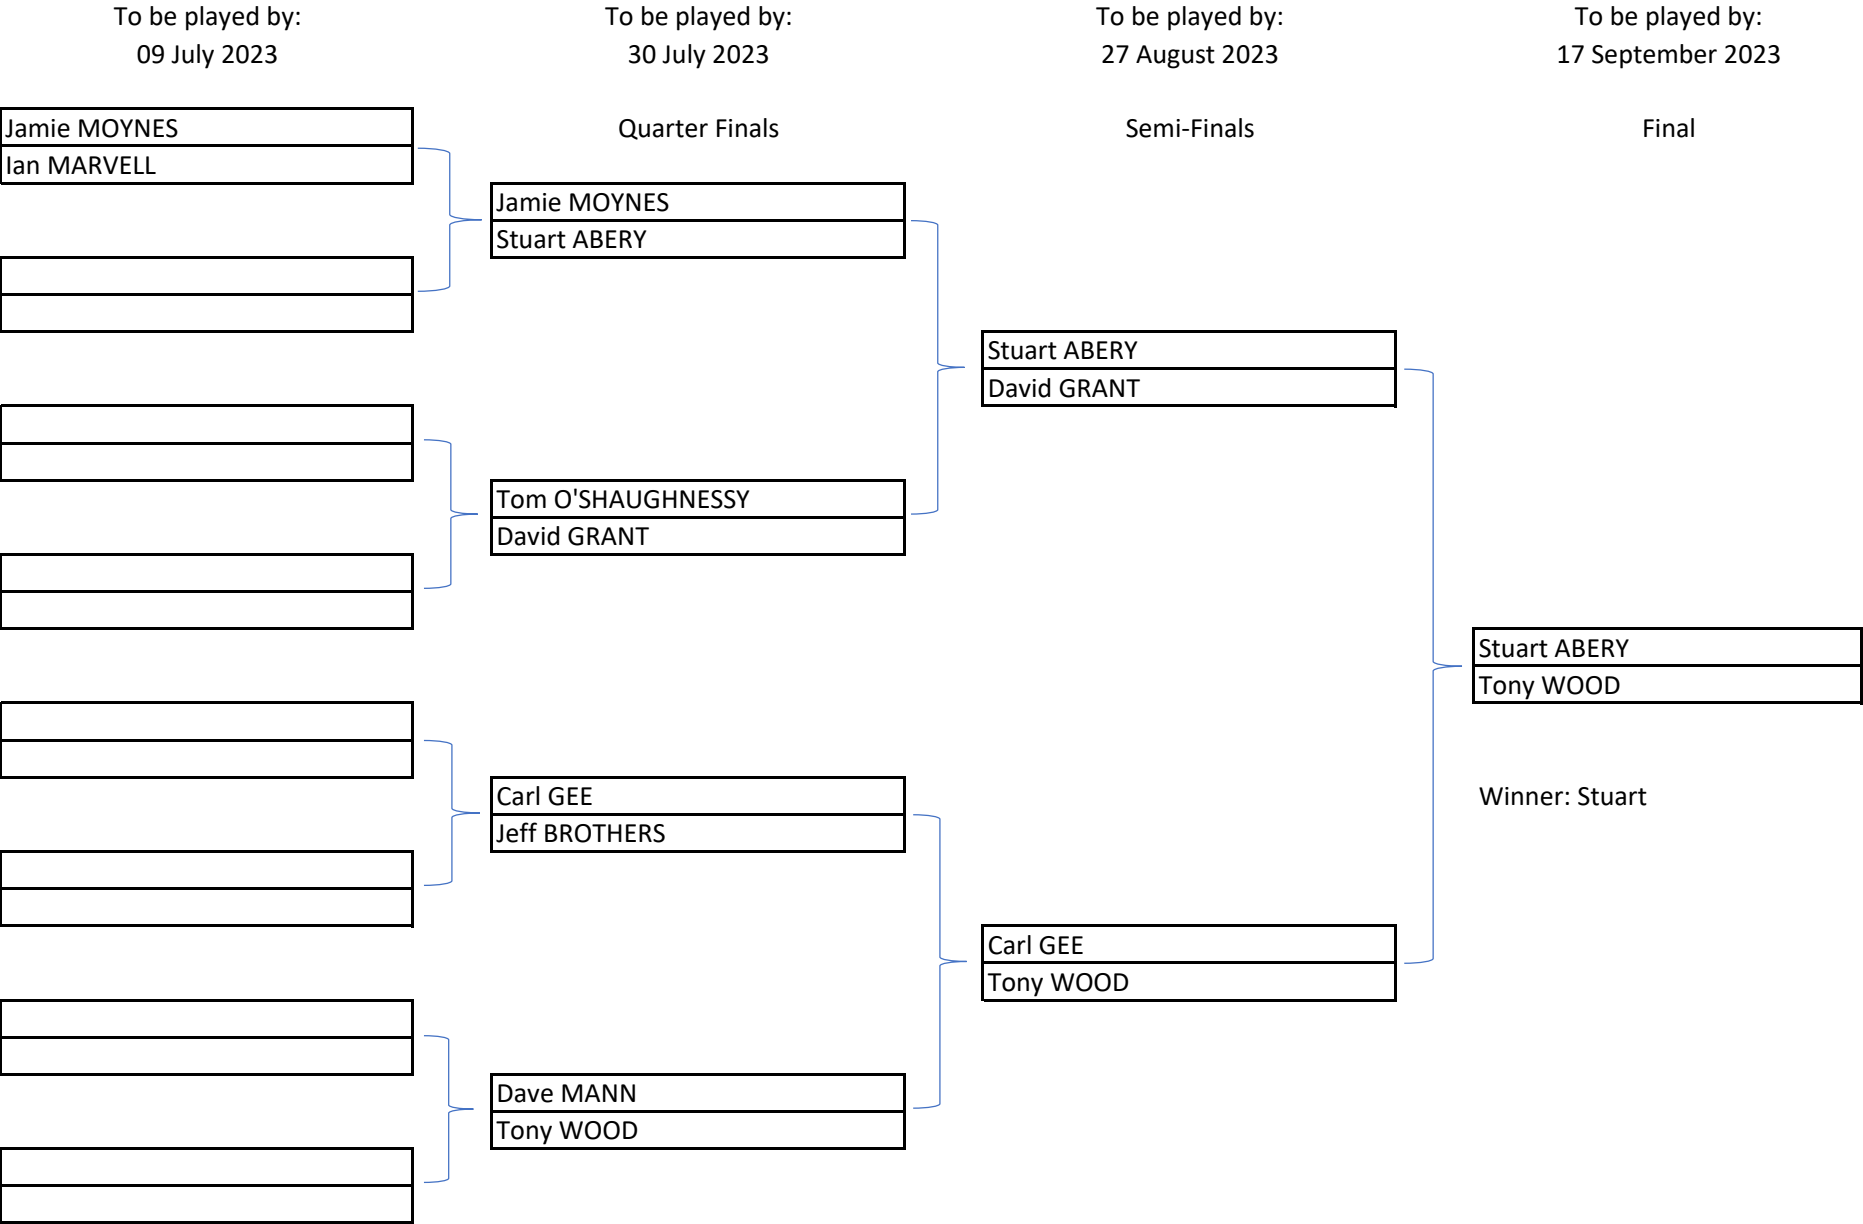 To be played by:
09 July 2023
To be played by:
30 July 2023
To be played by:
27 August 2023
To be played by:
17 September 2023
Jamie MOYNES
Ian MARVELL
Quarter Finals
Jamie MOYNES
Stuart ABERY
Tom O'SHAUGHNESSY
David GRANT
Carl GEE
Jeff BROTHERS
Dave MANN
Tony WOOD
Semi-Finals
Stuart ABERY
David GRANT
Carl GEE
Tony WOOD
Final
Stuart ABERY
Tony WOOD
Winner: Stuart